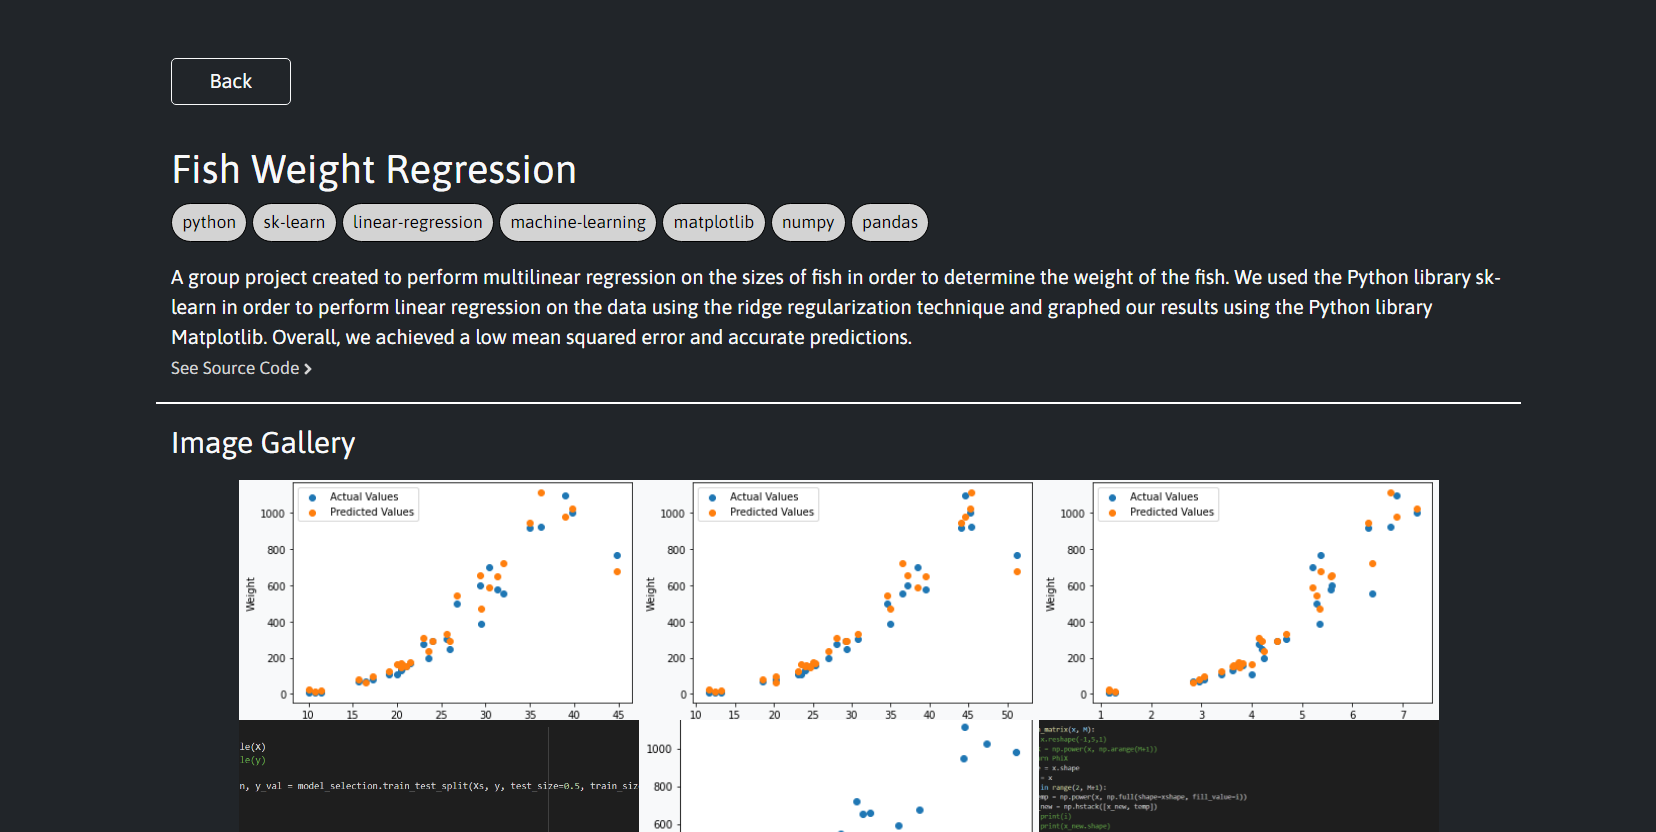 Back
Fish Weight Regression
python sk-learn linear-regression machine-learning matplotlib numpy pandas
A group project created to perform multilinear regression on the sizes of fish in order to determine the weight of the fish. We used the Python library sk-
learn in order to perform linear regression on the data using the ridge regularization technique and graphed our results using the Python library
Matplotlib. Overall, we achieved a low mean squared error and accurate predictions.
See Source Code
Image Gallery
Actual Values
Predicted Values
1000
800
600
400
200
0
Weight
10 15 20 25 30 35 40 45
Actual Values
Predicted Values
1000
800
600
400
200
0
Weight
10 15 20 25 30 35 40 45 50
Actual Values
Predicted Values
1000
800
600
400
200
0
Weight
1 2 3 4 5 6 7
le(X)
le(y)
n, y_val = model_selection.train_test_split(Xs, y, test_size=0.5, train_siz
1000
800
600
_matrix(x, M):
x.reshape(-1,5,1)
= np.power(x, np.arange(M+1))
rn PhiX
= x.shape
= x
in range(2, M+1):
mp = np.power(x, np.full(shape=xshape, fill_value=i))
new = np.hstack([x_new, temp])
print(i)
print(x_new.shape)